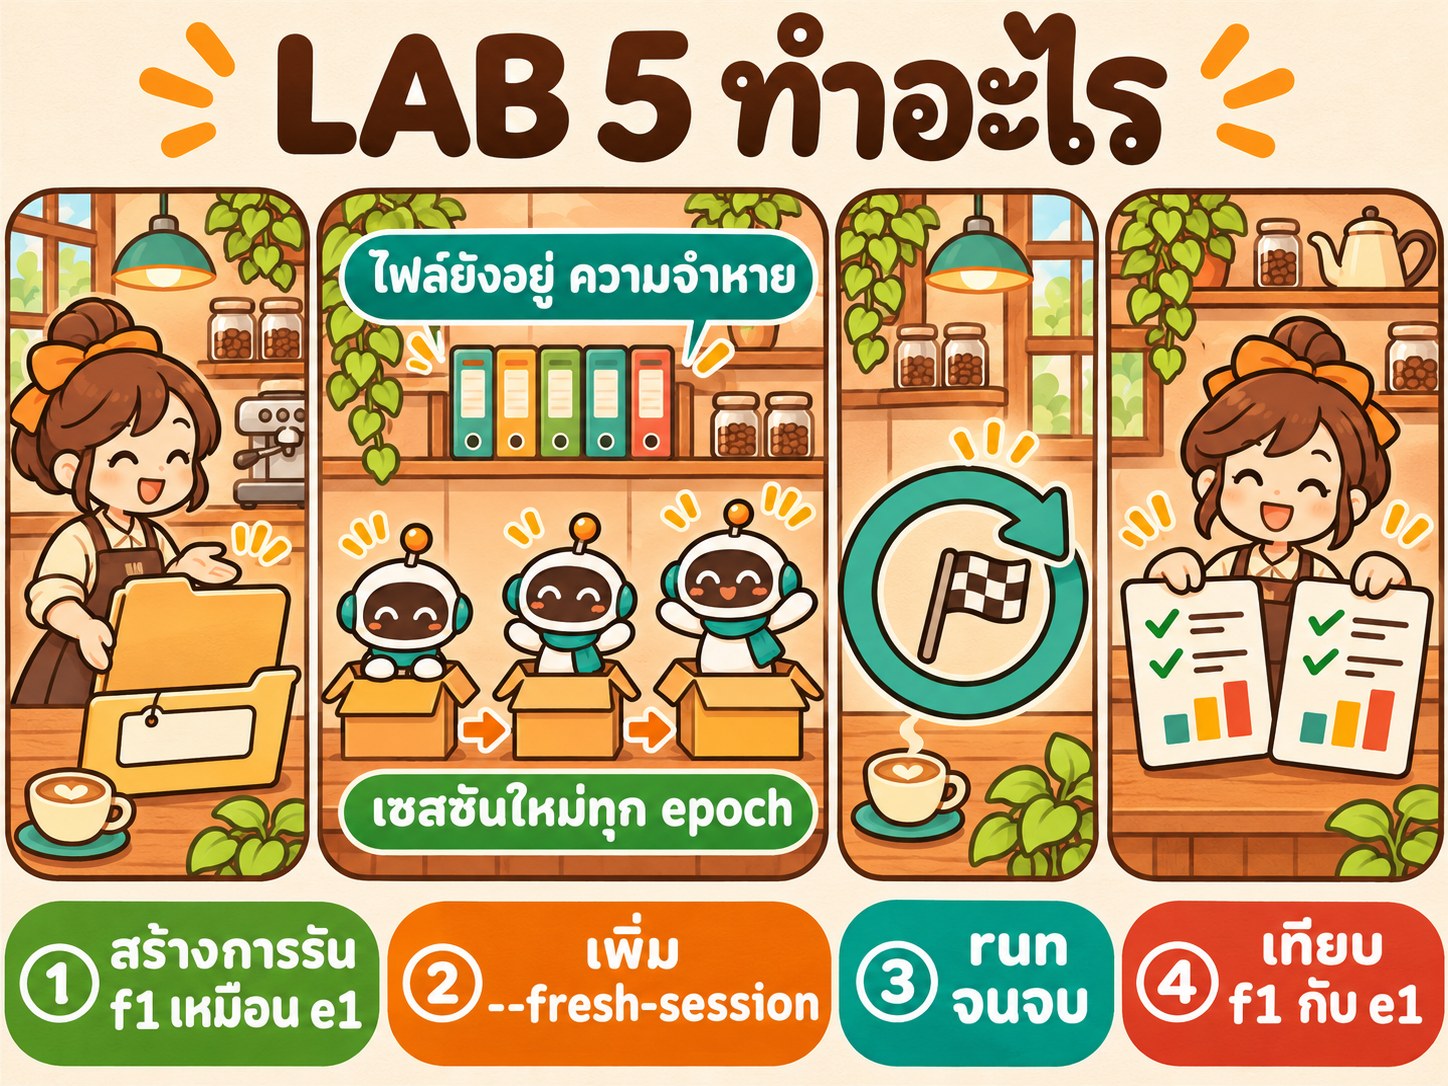 LAB 5 ทำอะไร
ไฟล์ยังอยู่ ความจำหาย
เซสชันใหม่ทุก epoch
1 สร้างการรัน
f1 เหมือน e1
2 เพิ่ม
--fresh-session
3 run
จนจบ
4 เทียบ
f1 กับ e1